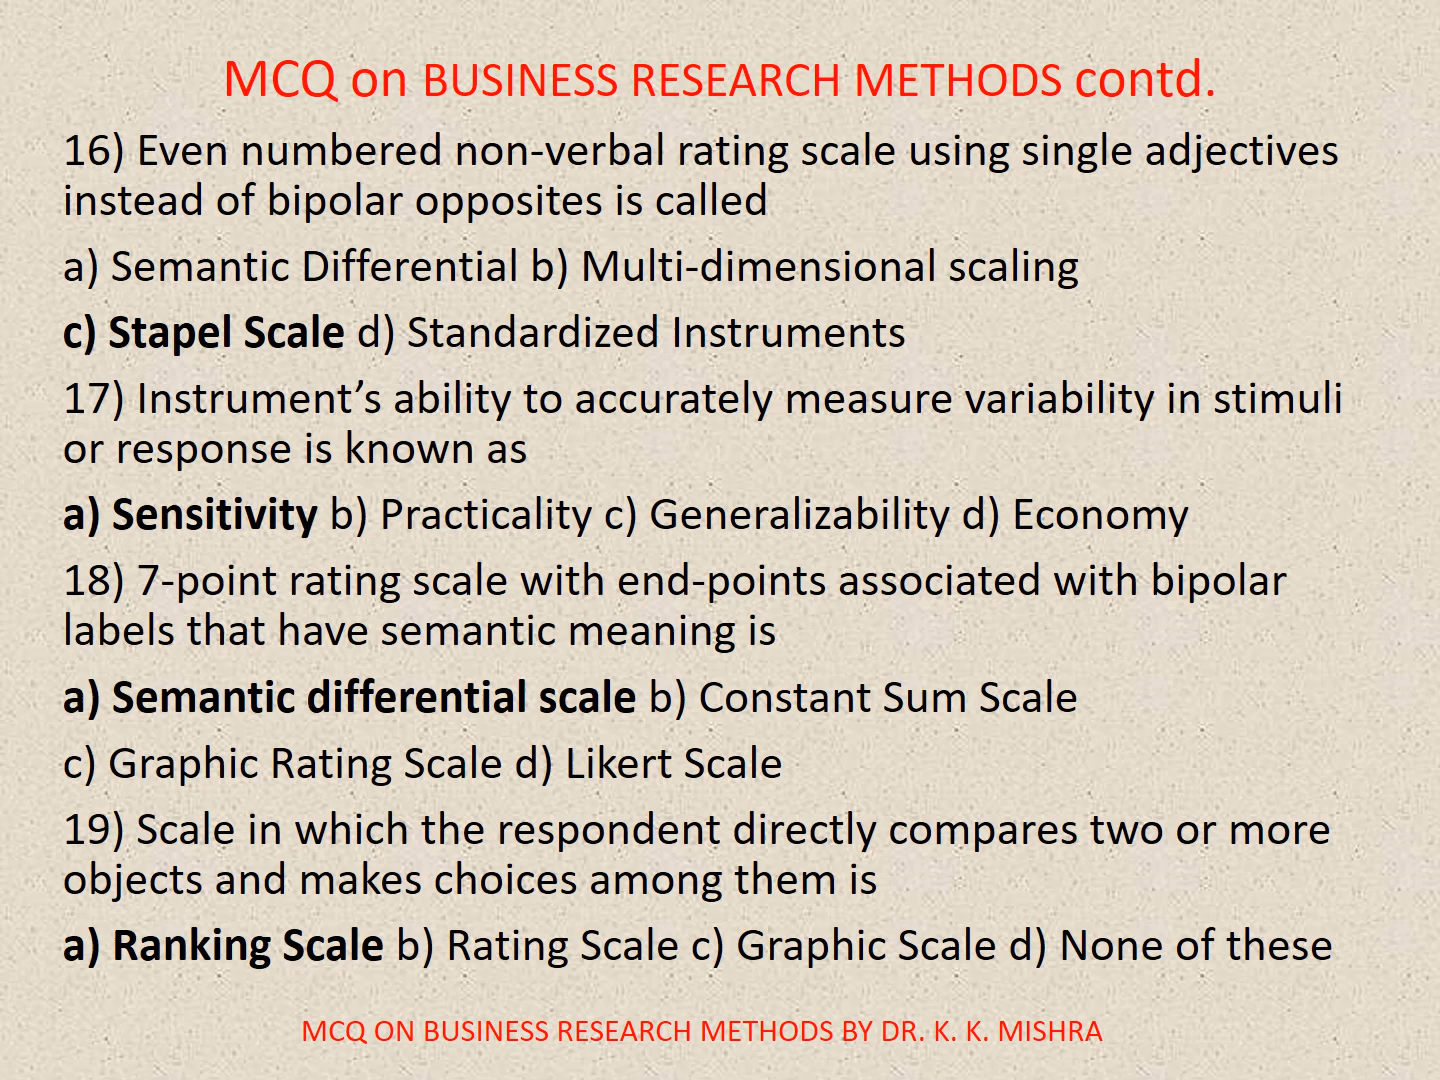 MCQ on BUSINESS RESEARCH METHODS contd.
16) Even numbered non-verbal rating scale using single adjectives
instead of bipolar opposites is called
a) Semantic Differential b) Multi-dimensional scaling
c) Stapel Scale d) Standardized Instruments
17) Instrument’s ability to accurately measure variability in stimuli
or response is known as
a) Sensitivity b) Practicality c) Generalizability d) Economy
18) 7-point rating scale with end-points associated with bipolar
labels that have semantic meaning is
a) Semantic differential scale b) Constant Sum Scale
c) Graphic Rating Scale d) Likert Scale
19) Scale in which the respondent directly compares two or more
objects and makes choices among them is
a) Ranking Scale b) Rating Scale c) Graphic Scale d) None of these
MCQ ON BUSINESS RESEARCH METHODS BY DR. K. K. MISHRA